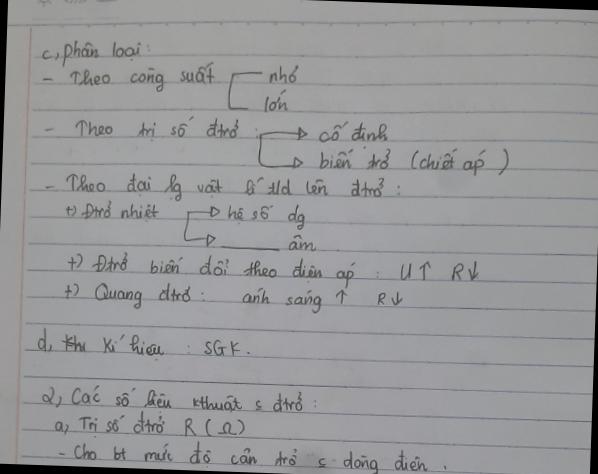 c, phân loại:
- Theo công suất nhỏ
lớn
- Theo trị số đtrở: cố định
biến trở (chiết áp)
- Theo đại lg vật lí t/d lên đtrở:
+) Đtrở nhiệt hệ số dg
______ âm
+) Đtrở biến đổi theo điện áp: U↑ R↓
+) Quang đtrở: ánh sáng ↑ R↓
d, Kí hiệu: SGK.
2, Các số liệu kthuật c đtrở:
a, Trị số đtrở R (Ω)
- Cho bt mức độ cản trở c dòng điện.